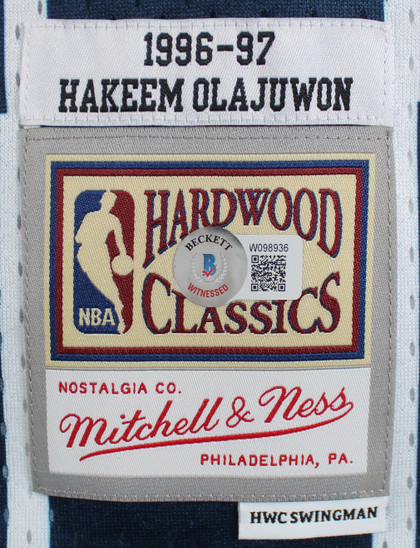 1996-97
HAKEEM OLAJUWON
HARDWOOD
BECKETT
W098936
B
WITNESSED
NBA
CLASSICS
NOSTALGIA CO.
Mitchell & Ness
PHILADELPHIA, PA.
HWC SWINGMAN